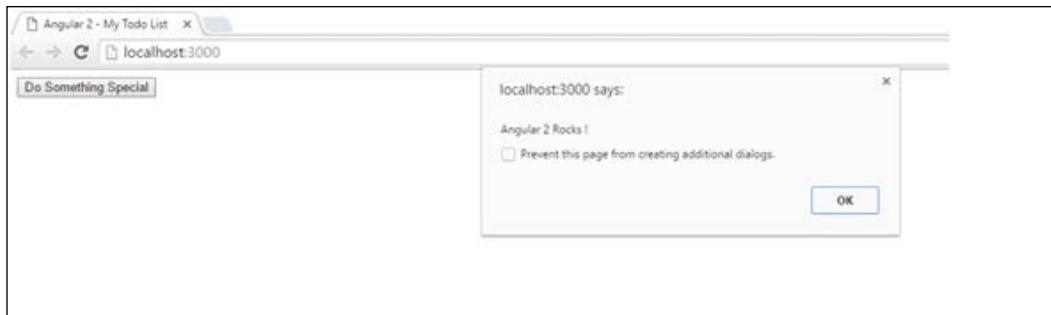 Angular 2 - My Todo List
localhost:3000
Do Something Special
localhost:3000 says:
Angular 2 Rocks !
Prevent this page from creating additional dialogs.
OK